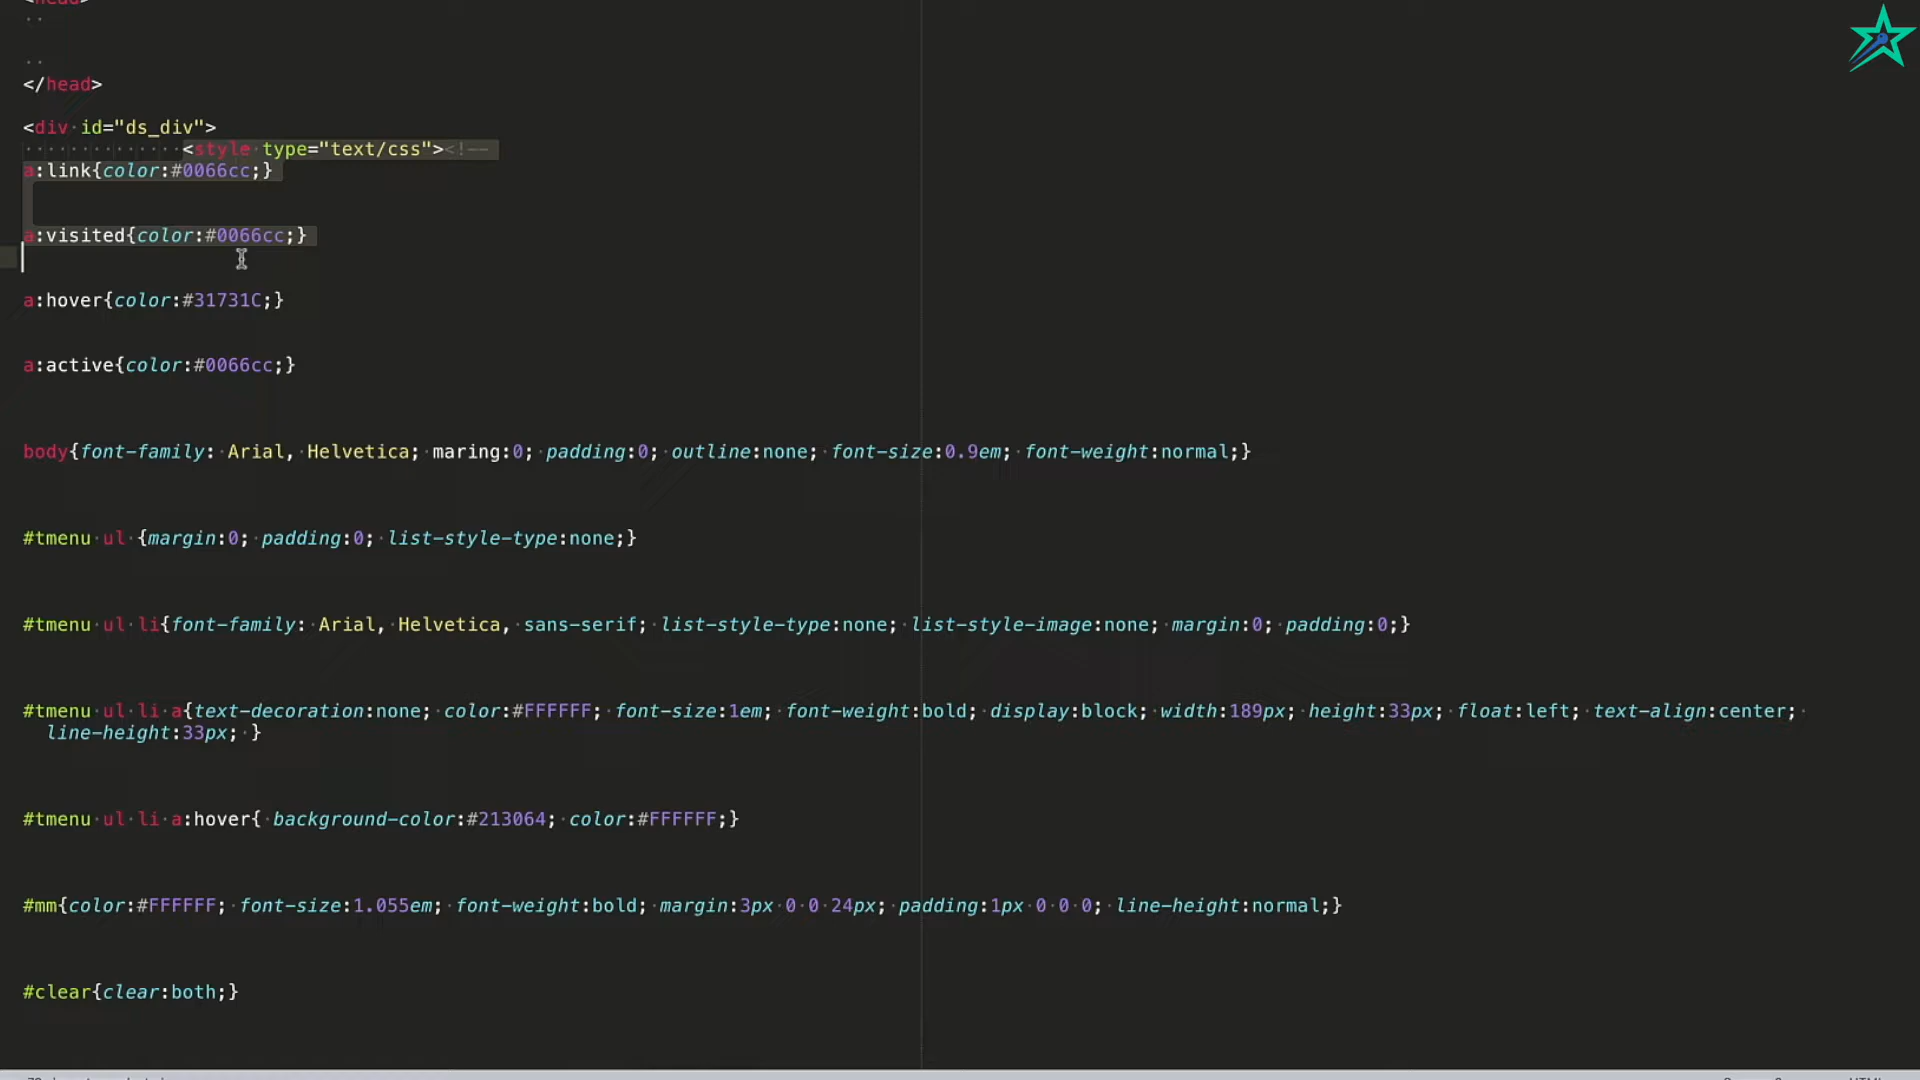 </head>
<div id="ds_div">
<style type="text/css"><!--
a:link{color:#0066cc;}
a:visited{color:#0066cc;}
a:hover{color:#31731C;}
a:active{color:#0066cc;}
body{font-family: Arial, Helvetica; maring:0; padding:0; outline:none; font-size:0.9em; font-weight:normal;}
#tmenu ul {margin:0; padding:0; list-style-type:none;}
#tmenu ul li{font-family: Arial, Helvetica, sans-serif; list-style-type:none; list-style-image:none; margin:0; padding:0;}
#tmenu ul li a{text-decoration:none; color:#FFFFFF; font-size:1em; font-weight:bold; display:block; width:189px; height:33px; float:left; text-align:center;
line-height:33px; }
#tmenu ul li a:hover{ background-color:#213064; color:#FFFFFF;}
#mm{color:#FFFFFF; font-size:1.055em; font-weight:bold; margin:3px 0 0 24px; padding:1px 0 0 0; line-height:normal;}
#clear{clear:both;}